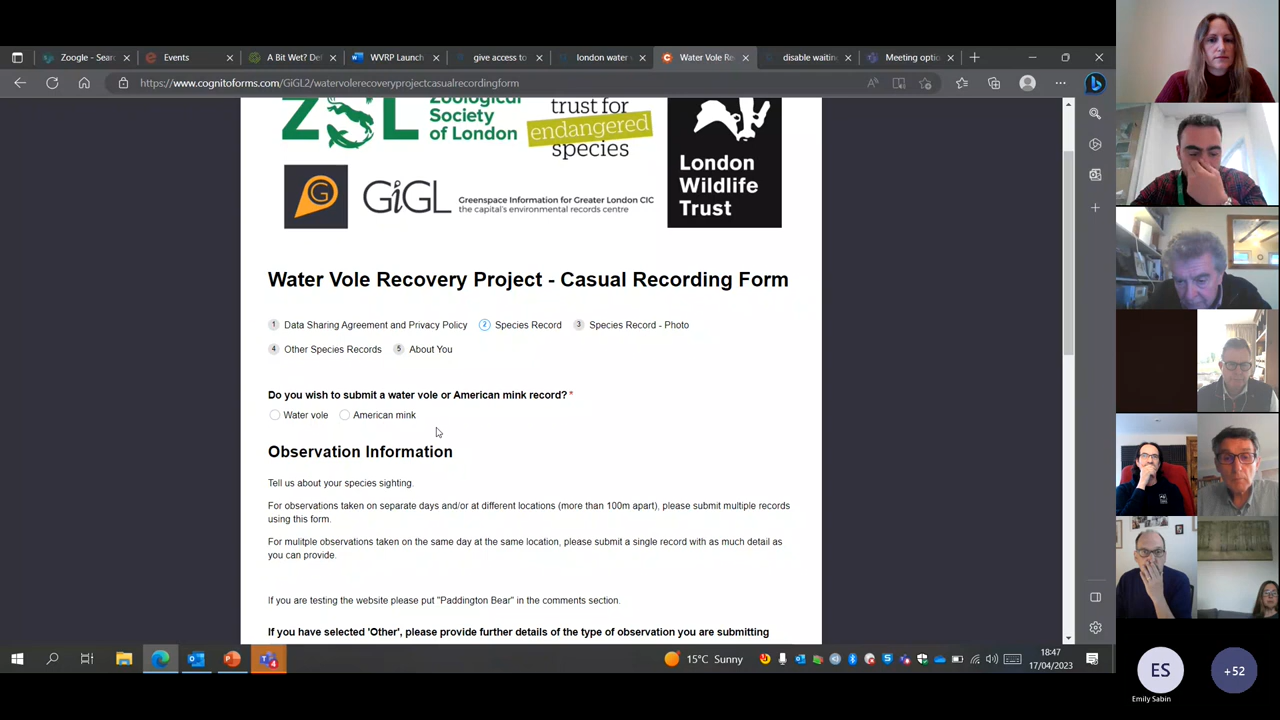 Zoogle - Sear
Events
A Bit Wet? De
WVRP Launch
give access to
london water
Water Vole Re
disable waiting
Meeting optio
https://www.cognitoforms.com/GiGL2/watervolerecoveryprojectcasualrecordingform
ZSL
Zoological
Society
of London
trust for
endangered
species
London
Wildlife
Trust
G
GiGL
Greenspace Information for Greater London CIC
the capital's environmental records centre
Water Vole Recovery Project - Casual Recording Form
1 Data Sharing Agreement and Privacy Policy 2 Species Record 3 Species Record - Photo
4 Other Species Records 5 About You
Do you wish to submit a water vole or American mink record? *
Water vole American mink
Observation Information
Tell us about your species sighting.
For observations taken on separate days and/or at different locations (more than 100m apart), please submit multiple records
using this form.
For mulitple observations taken on the same day at the same location, please submit a single record with as much detail as
you can provide.
If you are testing the website please put "Paddington Bear" in the comments section.
If you have selected 'Other', please provide further details of the type of observation you are submitting
15°C Sunny
18:47
17/04/2023
ES
Emily Sabin
+52